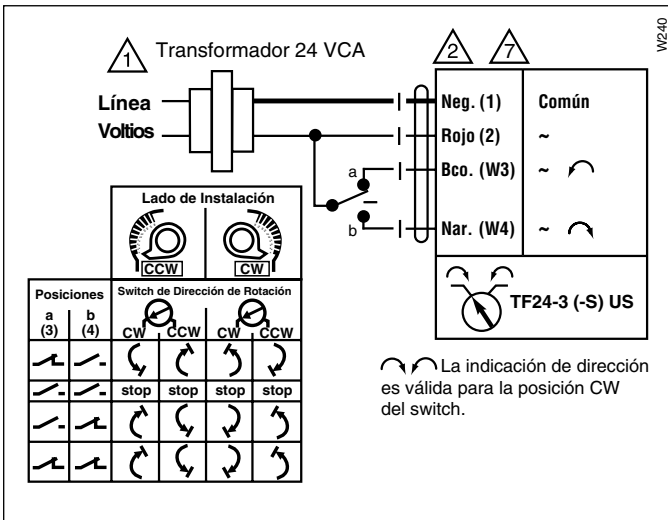 W240
1
Transformador 24 VCA
2
7
Línea
Voltios
Neg. (1)
Común
Rojo (2)
~
a
Bco. (W3)
~
b
Nar. (W4)
~
TF24-3 (-S) US
La indicación de dirección
es válida para la posición CW
del switch.
Lado de Instalación
CCW
CW
Posiciones
a
(3)
b
(4)
Switch de Dirección de Rotación
CW
CCW
CW
CCW
stop
stop
stop
stop